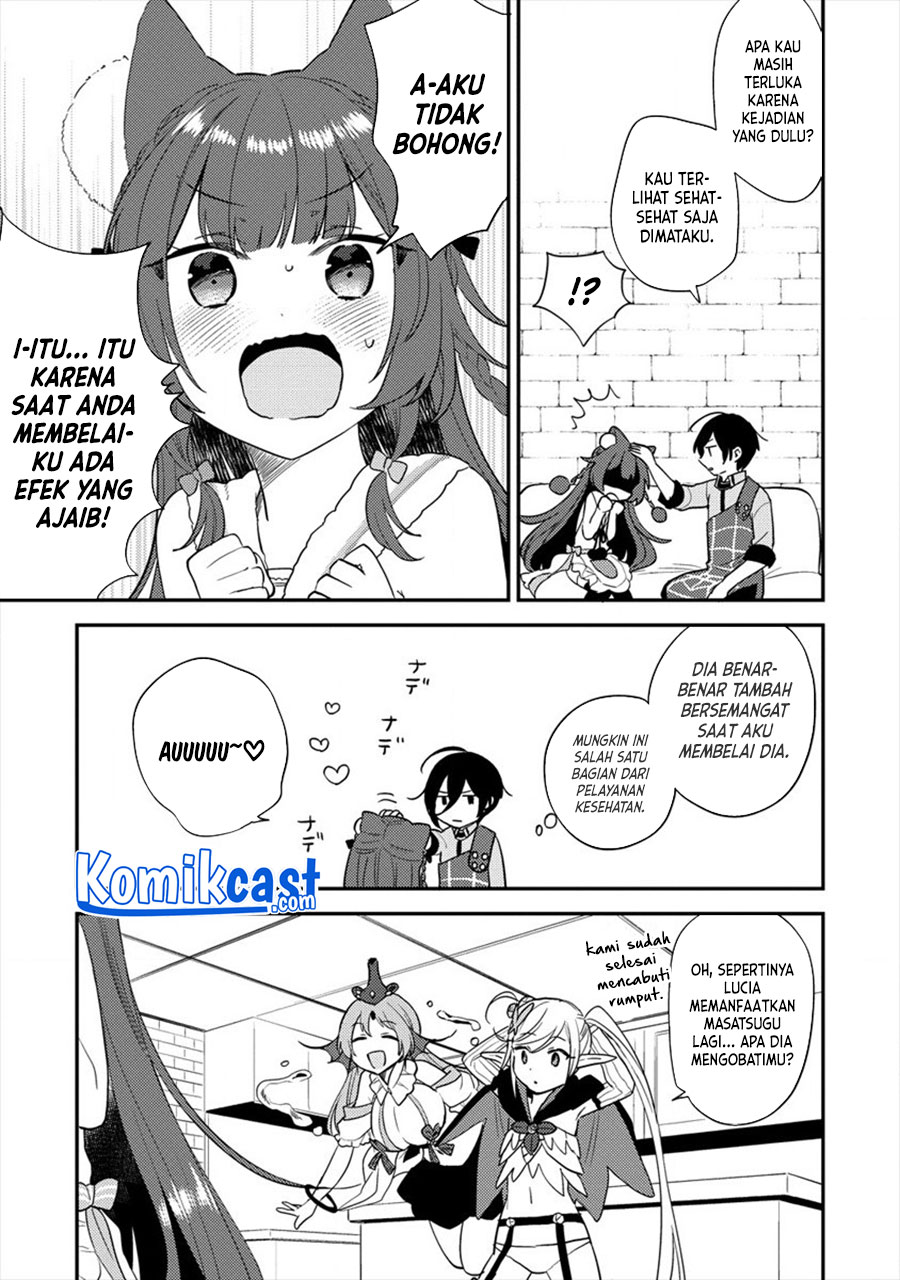 APA KAU
MASIH
TERLUKA
KARENA
KEJADIAN
YANG DULU?
KAU TER-
LIHAT SEHAT-
SEHAT SAJA
DIMATAKU.
!?
A-AKU
TIDAK
BOHONG!
I-ITU... ITU
KARENA
SAAT ANDA
MEMBELAI-
KU ADA
EFEK YANG
AJAIB!
DIA BENAR-
BENAR TAMBAH
BERSEMANGAT
SAAT AKU
MEMBELAI DIA.
MUNGKIN INI
SALAH SATU
BAGIAN DARI
PELAYANAN
KESEHATAN.
ナデ
ナデ
ナデ
AUUUUU~♡
Komikcast
.com
OH, SEPERTINYA
LUCIA
MEMANFAATKAN
MASATSUGU
LAGI... APA DIA
MENGOBATIMU?
kami sudah
selesai
mencabuti
rumput.